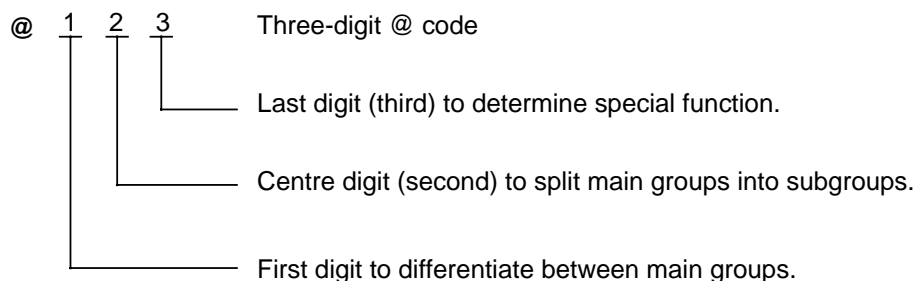 @ 1 2 3 Three-digit @ code
Last digit (third) to determine special function.
Centre digit (second) to split main groups into subgroups.
First digit to differentiate between main groups.